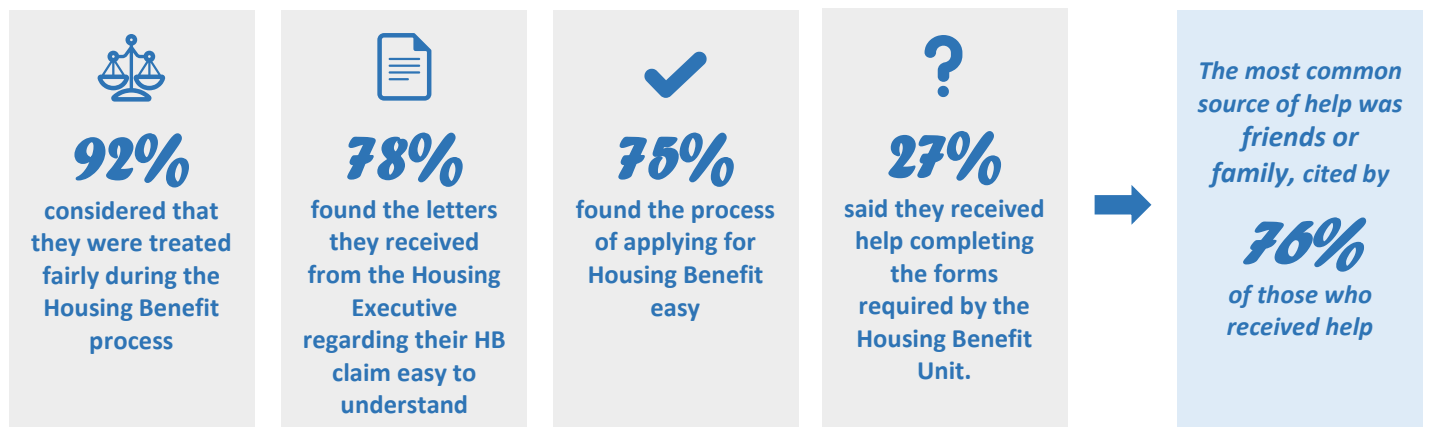 92%
considered that
they were treated
fairly during the
Housing Benefit
process
78%
found the letters
they received
from the Housing
Executive
regarding their HB
claim easy to
understand
75%
found the process
of applying for
Housing Benefit
easy
27%
said they received
help completing
the forms
required by the
Housing Benefit
Unit.
The most common
source of help was
friends or
family, cited by
76%
of those who
received help